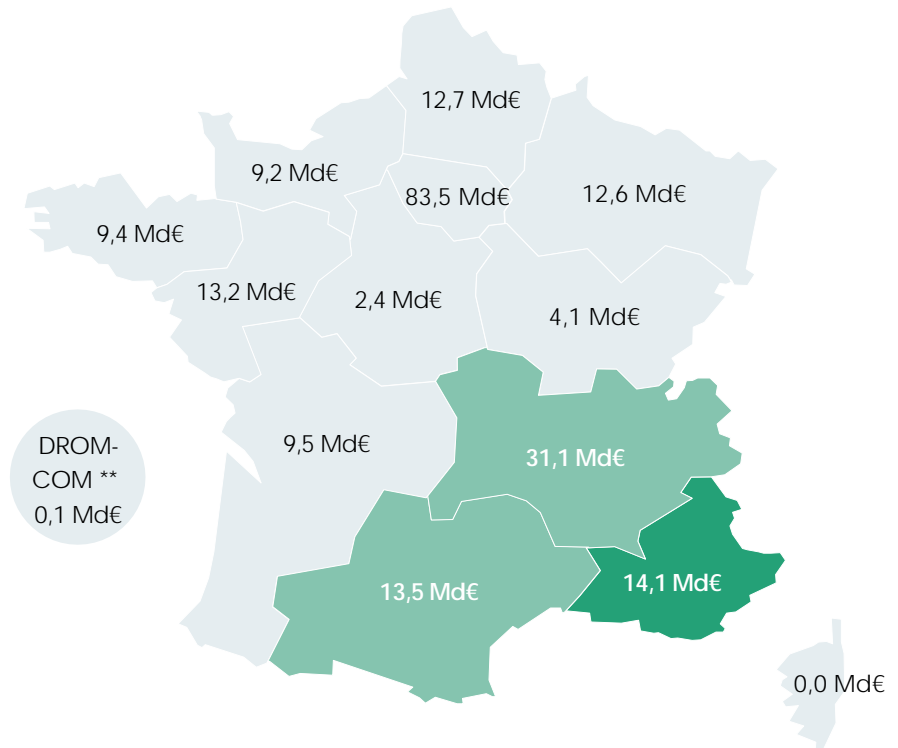 12,7 Md€
9,2 Md€
83,5 Md€
12,6 Md€
9,4 Md€
13,2 Md€
2,4 Md€
4,1 Md€
9,5 Md€
31,1 Md€
DROM-
COM **
0,1 Md€
13,5 Md€
14,1 Md€
0,0 Md€